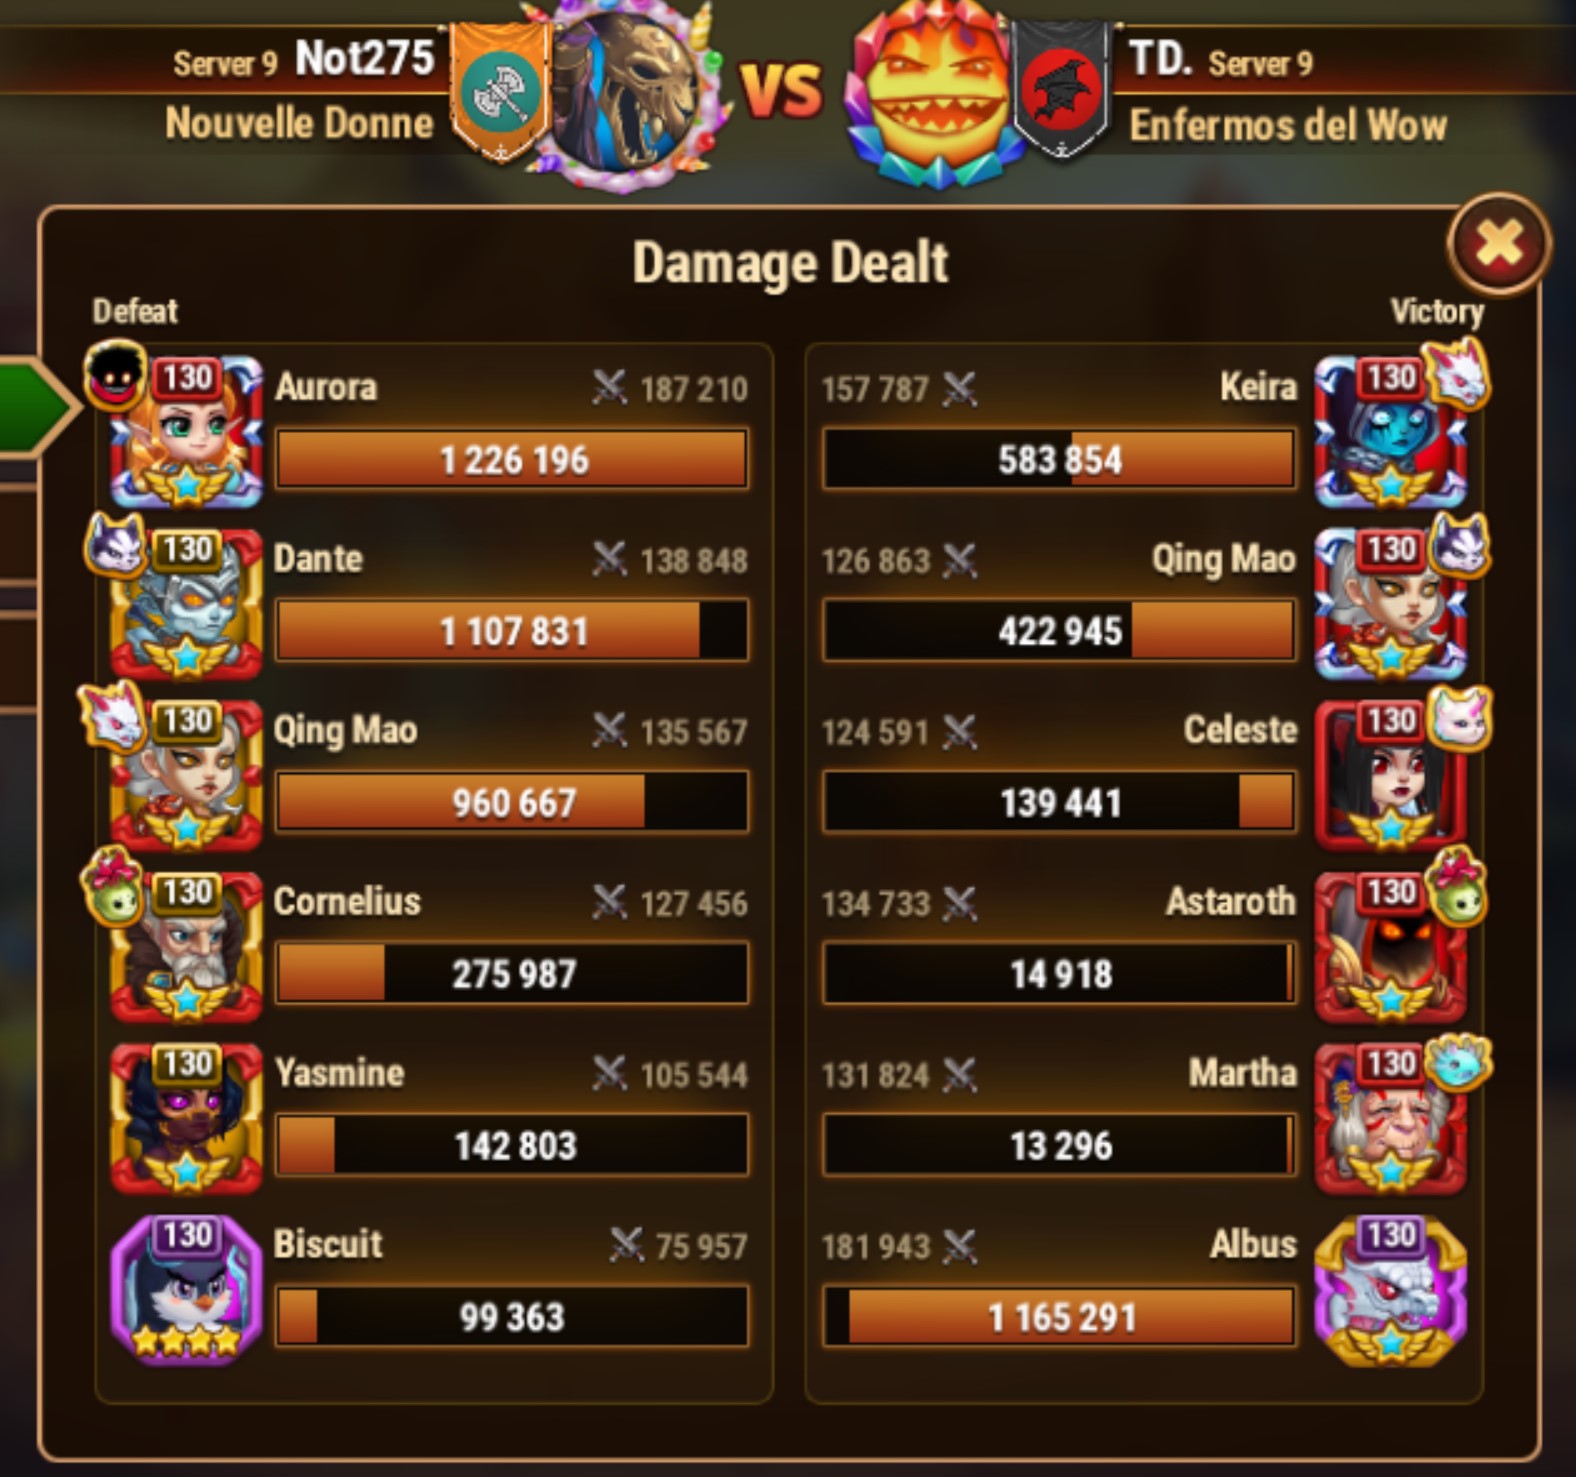 Server 9 Not275
Nouvelle Donne
VS
TD. Server 9
Enfermos del Wow
Damage Dealt
Defeat
Victory
130 Aurora 187 210
1 226 196
130 Dante 138 848
1 107 831
130 Qing Mao 135 567
960 667
130 Cornelius 127 456
275 987
130 Yasmine 105 544
142 803
130 Biscuit 75 957
99 363
157 787 Keira 130
583 854
126 863 Qing Mao 130
422 945
124 591 Celeste 130
139 441
134 733 Astaroth 130
14 918
131 824 Martha 130
13 296
181 943 Albus 130
1 165 291